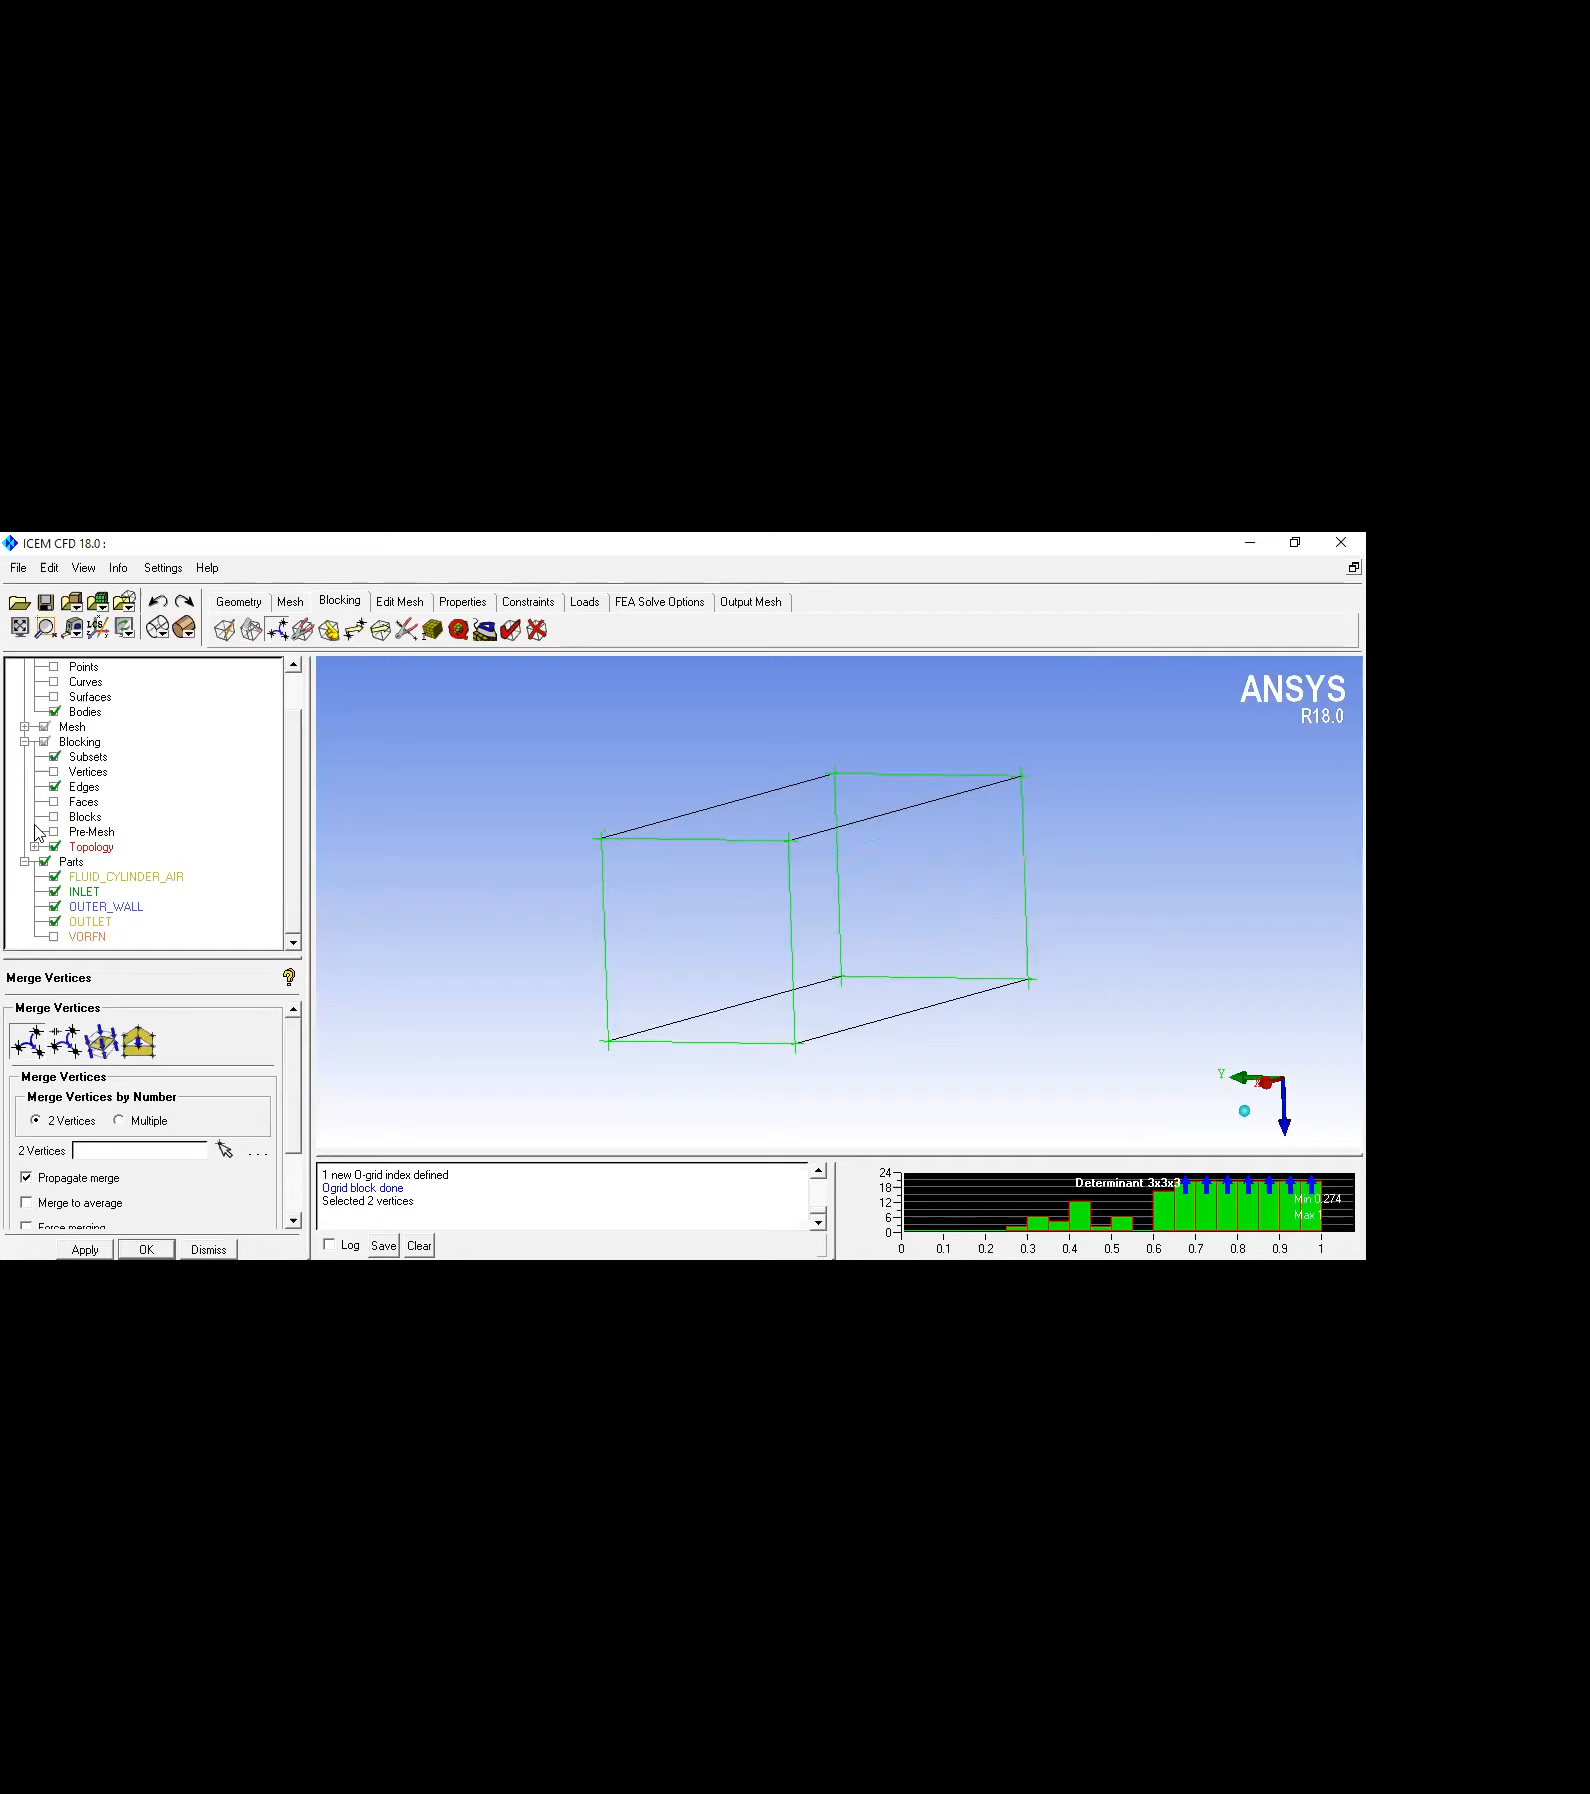 ICEM CFD 18.0 :
File Edit View Info Settings Help
Geometry Mesh Blocking Edit Mesh Properties Constraints Loads FEA Solve Options Output Mesh
LCS
Points
Curves
Surfaces
Bodies
Mesh
Blocking
Subsets
Vertices
Edges
Faces
Blocks
Pre-Mesh
Topology
Parts
FLUID_CYLINDER_AIR
INLET
OUTER_WALL
OUTLET
VORFN
ANSYS
R18.0
Y
Merge Vertices
Merge Vertices
Merge Vertices
Merge Vertices by Number
2 Vertices Multiple
2 Vertices . . .
Propagate merge
Merge to average
Force merging
Apply OK Dismiss
1 new O-grid index defined
Ogrid block done
Selected 2 vertices
Log Save Clear
Determinant 3x3x3
Min 0.274
Max 1
24
18
12
6
0
0 0.1 0.2 0.3 0.4 0.5 0.6 0.7 0.8 0.9 1